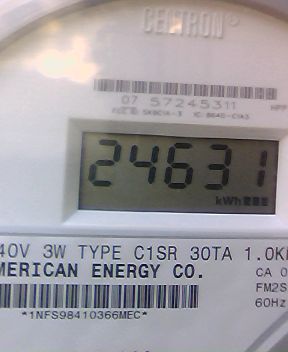 CENTRON®
07 57245311
24631
kWh
40V 3W TYPE C1SR 30TA 1.0K
MERICAN ENERGY CO.
CA 0
FM2S
60Hz
*1NFS98410366MEC*